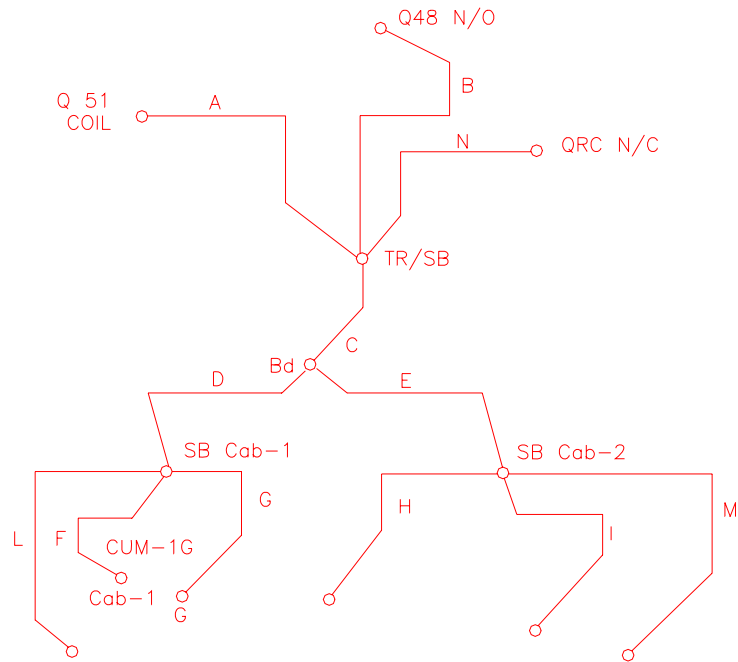 Q48 N/O
Q 51
COIL
A
B
N
QRC N/C
TR/SB
C
Bd
D
E
SB Cab-1
SB Cab-2
G
H
M
L
F
CUM-1G
I
Cab-1
G